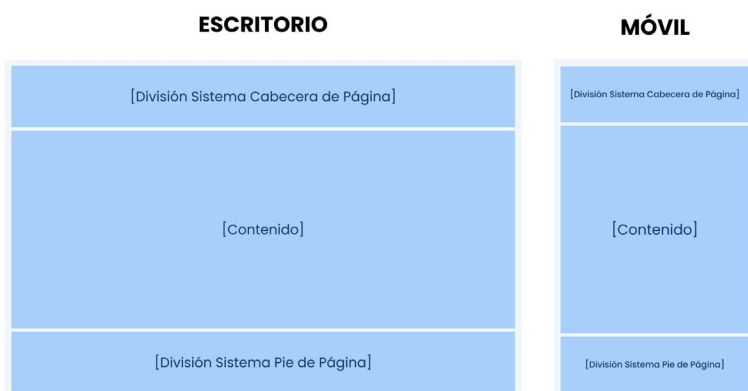 ESCRITORIO
[División Sistema Cabecera de Página]
[Contenido]
[División Sistema Pie de Página]
MÓVIL
[División Sistema Cabecera de Página]
[Contenido]
[División Sistema Pie de Página]